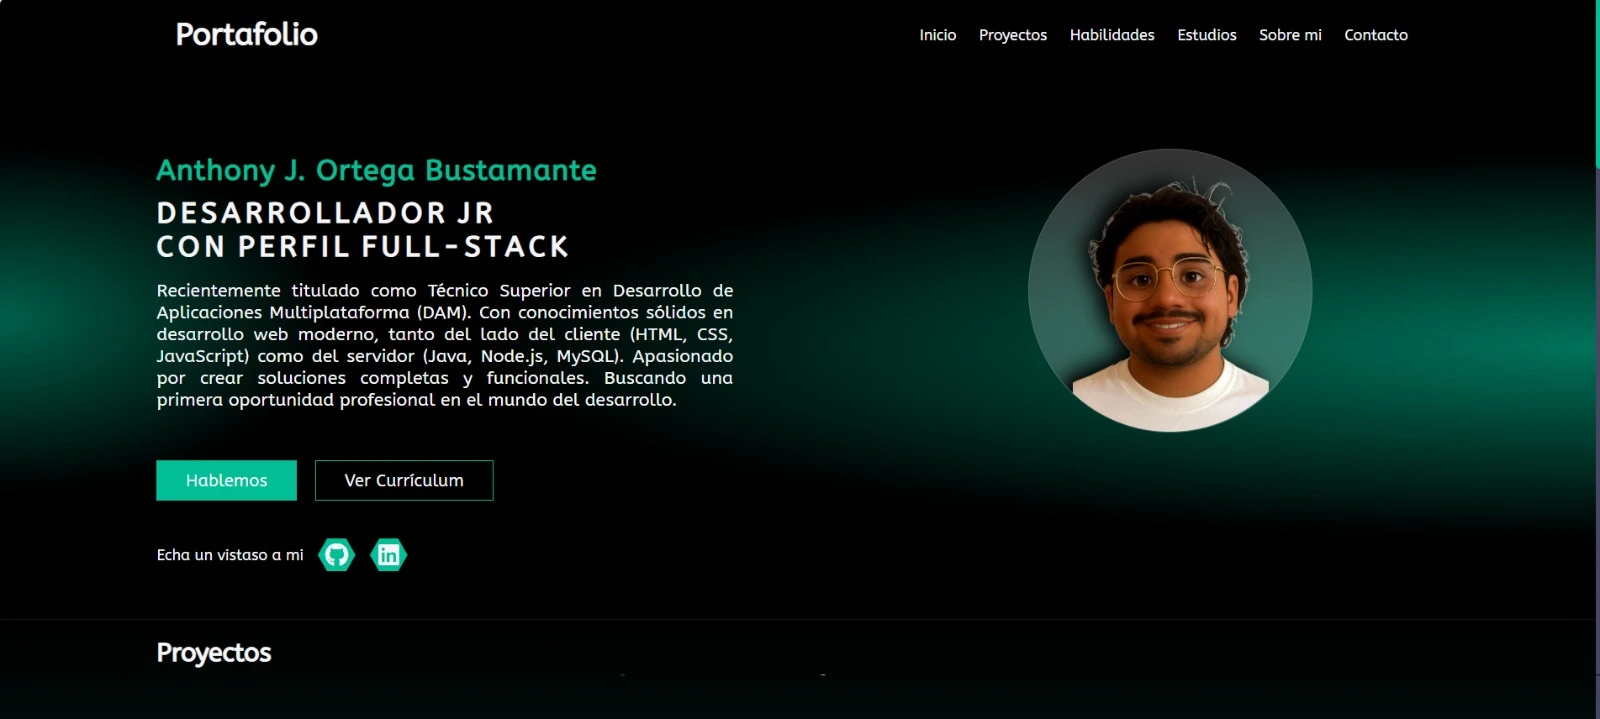 Portafolio
Inicio Proyectos Habilidades Estudios Sobre mi Contacto
Anthony J. Ortega Bustamante
DESARROLLADOR JR
CON PERFIL FULL-STACK
Recientemente titulado como Técnico Superior en Desarrollo de
Aplicaciones Multiplataforma (DAM). Con conocimientos sólidos en
desarrollo web moderno, tanto del lado del cliente (HTML, CSS,
JavaScript) como del servidor (Java, Node.js, MySQL). Apasionado
por crear soluciones completas y funcionales. Buscando una
primera oportunidad profesional en el mundo del desarrollo.
Hablemos Ver Currículum
Echa un vistaso a mi in
Proyectos